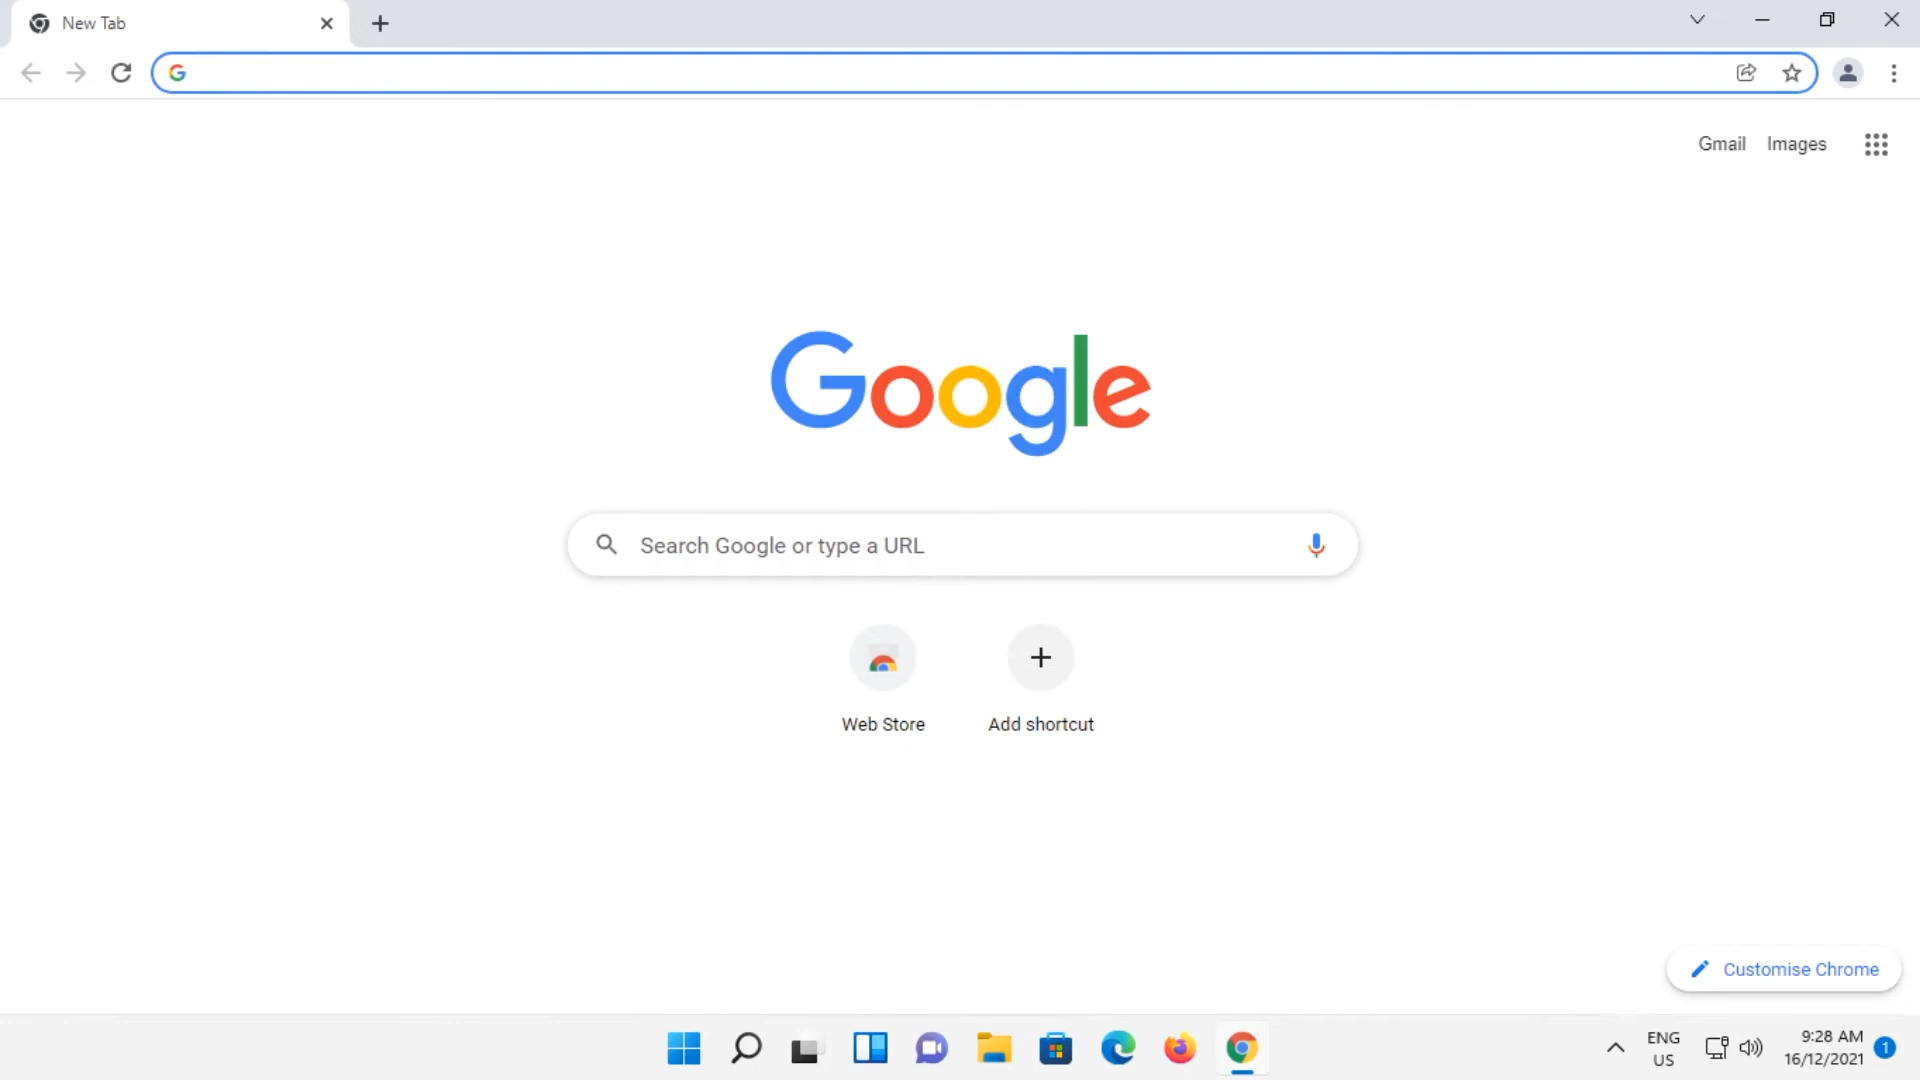 New Tab
Gmail Images
Google
Search Google or type a URL
Web Store Add shortcut
Customise Chrome
ENG
US
9:28 AM
16/12/2021
1